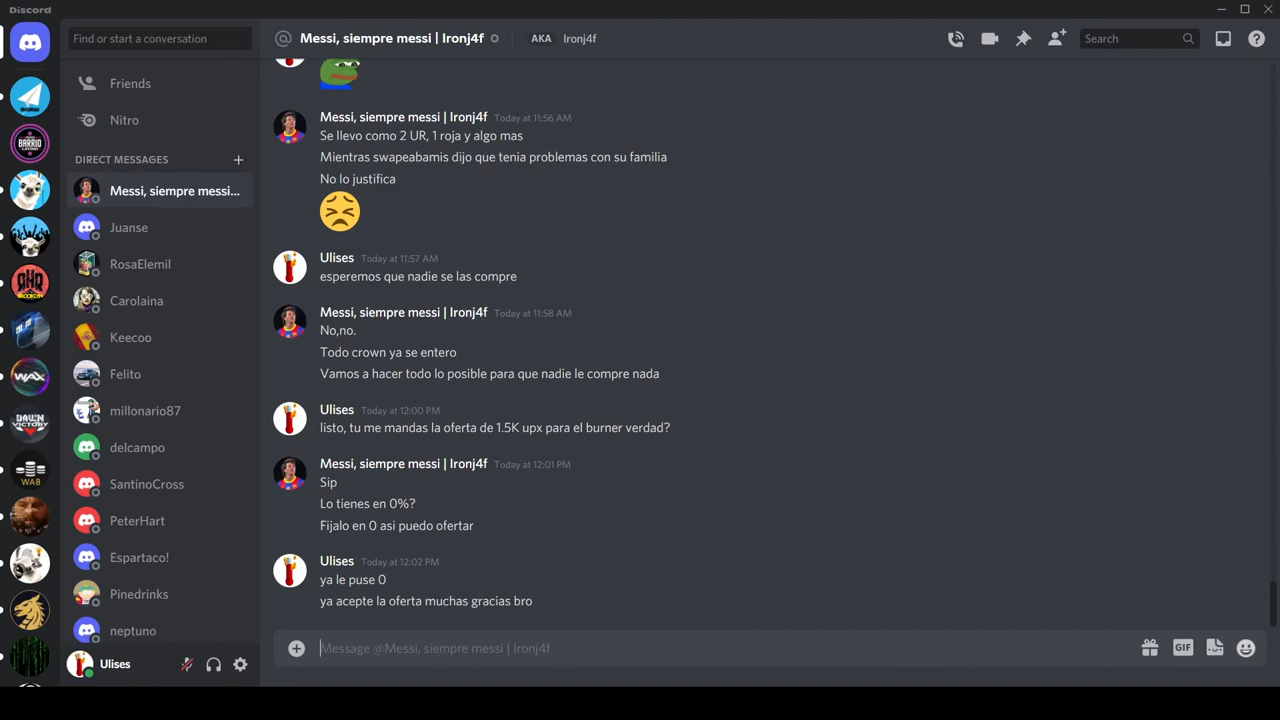 Discord
Find or start a conversation
Friends
Nitro
DIRECT MESSAGES
Messi, siempre messi...
Juanse
RosaElemil
Carolaina
Keecoo
Felito
millonario87
delcampo
SantinoCross
PeterHart
Espartaco!
Pinedrinks
neptuno
Ulises
BARRIO
BROOKLYN
WAX
DAWN
VICTORY
WAB
Messi, siempre messi | Ironj4f
AKA Ironj4f
Search
Messi, siempre messi | Ironj4f Today at 11:56 AM
Se llevo como 2 UR, 1 roja y algo mas
Mientras swapeabamis dijo que tenia problemas con su familia
No lo justifica
Ulises Today at 11:57 AM
esperemos que nadie se las compre
Messi, siempre messi | Ironj4f Today at 11:58 AM
No,no.
Todo crown ya se entero
Vamos a hacer todo lo posible para que nadie le compre nada
Ulises Today at 12:00 PM
listo, tu me mandas la oferta de 1.5K upx para el burner verdad?
Messi, siempre messi | Ironj4f Today at 12:01 PM
Sip
Lo tienes en 0%?
Fijalo en 0 asi puedo ofertar
Ulises Today at 12:02 PM
ya le puse 0
ya acepte la oferta muchas gracias bro
Message @Messi, siempre messi | Ironj4f
GIF